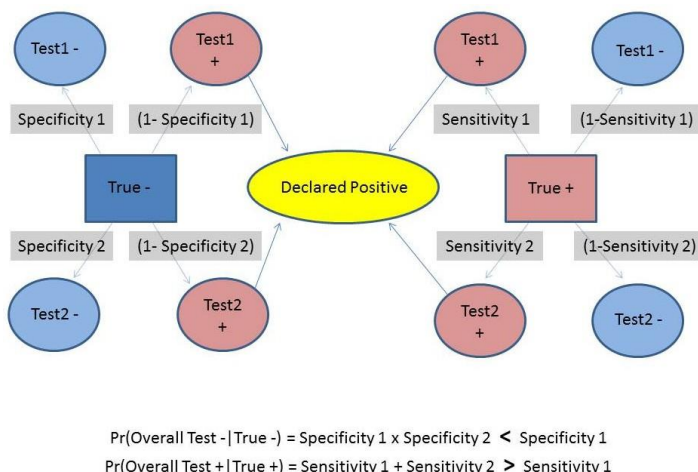 Test1 -
Test1
+
Test1
+
Test1 -
Specificity 1
(1- Specificity 1)
Sensitivity 1
(1-Sensitivity 1)
True -
Declared Positive
True +
Specificity 2
(1- Specificity 2)
Sensitivity 2
(1-Sensitivity 2)
Test2 -
Test2
+
Test2
+
Test2 -
Pr(Overall Test -|True -) = Specificity 1 x Specificity 2 < Specificity 1
Pr(Overall Test +|True +) = Sensitivity 1 + Sensitivity 2 > Sensitivity 1